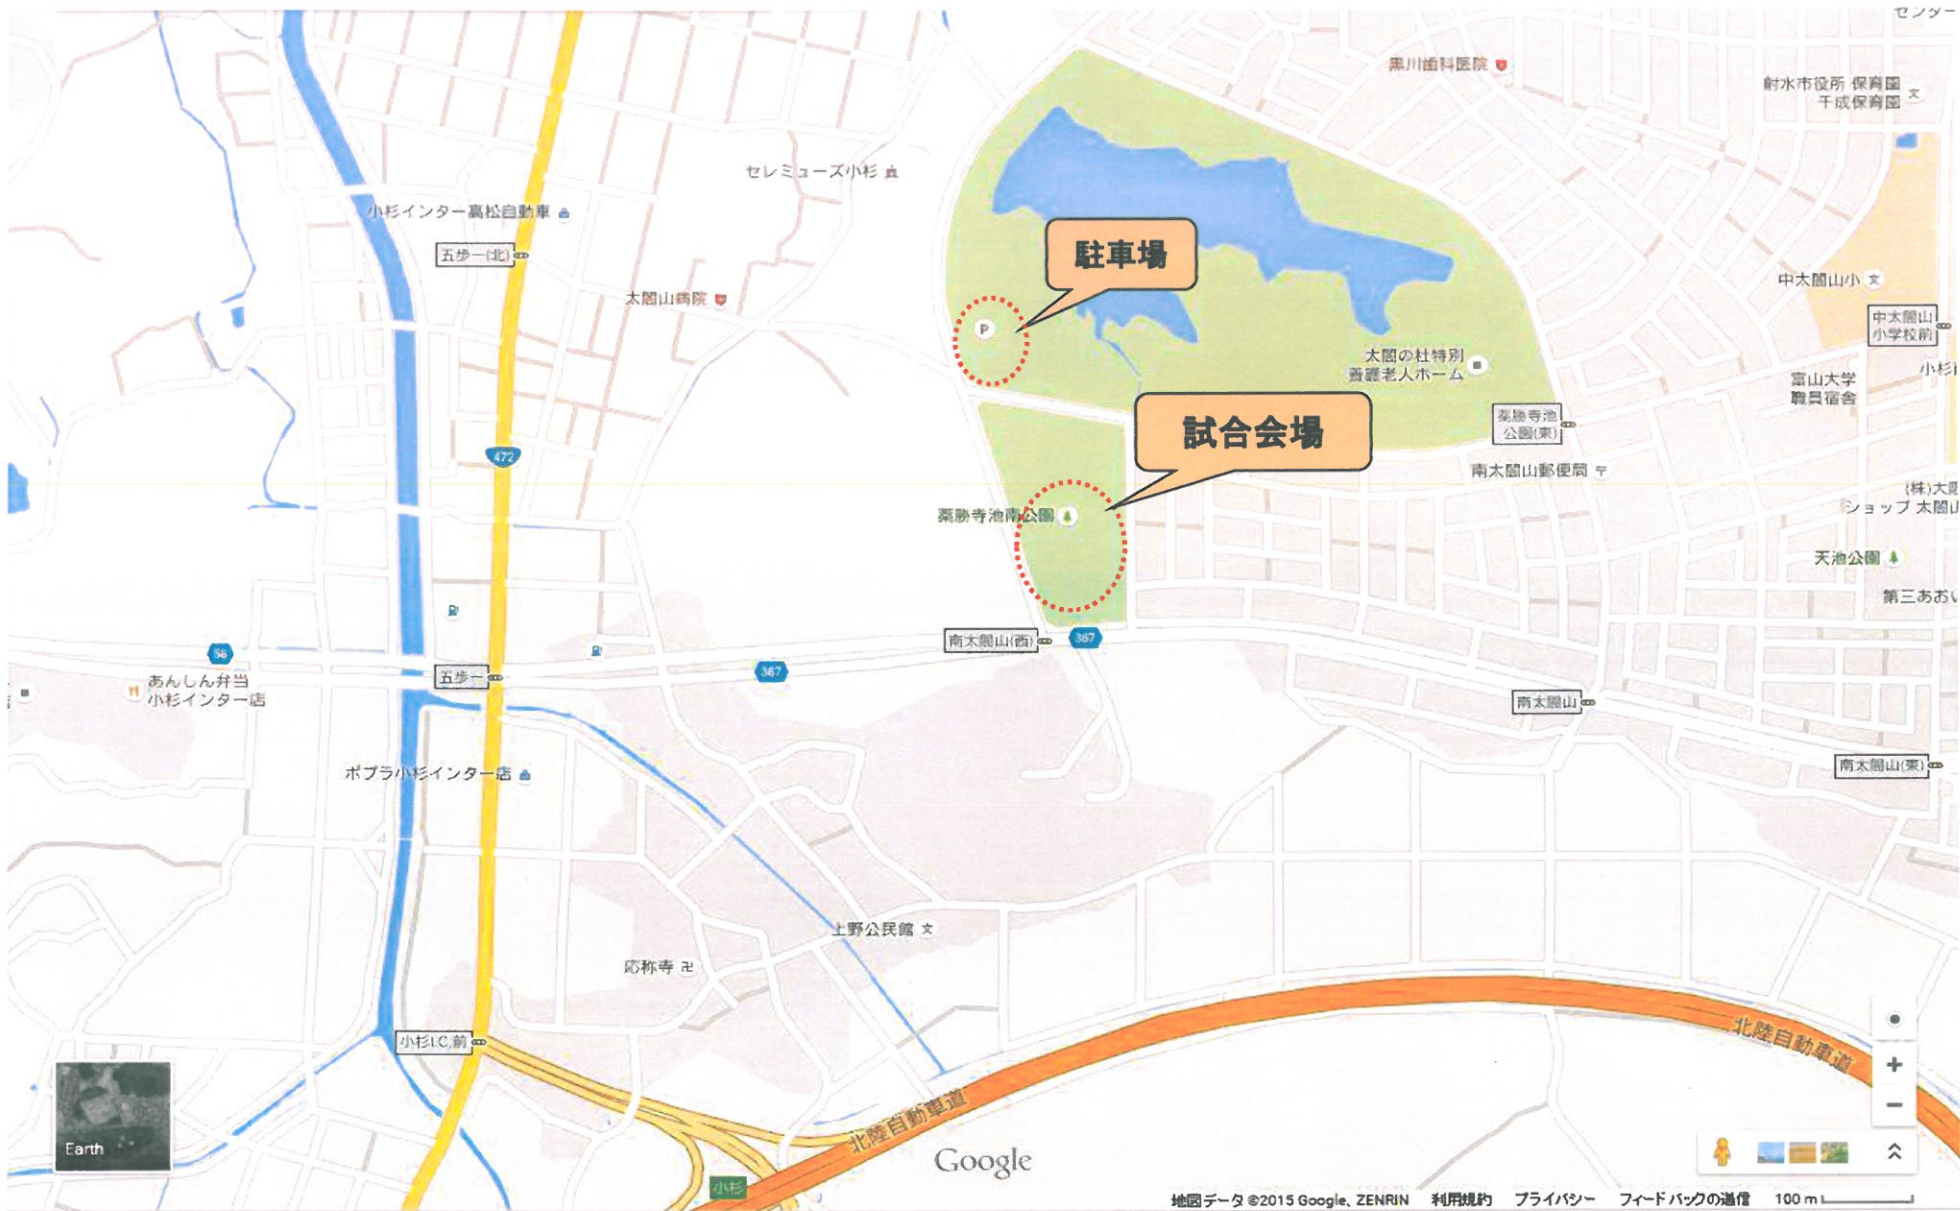 センター
黒川歯科医院
射水市役所 保育園
千成保育園
セレミューズ小杉
小杉インター高松自動車
五歩一(北)
駐車場
太閤山病院
P
中太閤山小
中太閤山
小学校前
太閤の杜特別
養護老人ホーム
小杉
富山大学
職員宿舎
試合会場
薬勝寺池
公園(東)
472
南太閤山郵便局
(株)大閤
ショップ 太閤山
薬勝寺池南公園
天池公園
第三あおい
南太閤山(西)
367
56
五歩一
367
あんしん弁当
小杉インター店
南太閤山
ポプラ小杉インター店
南太閤山(東)
上野公民館
応称寺
小杉I.C.前
北陸自動車道
北陸自動車道
Earth
Google
小杉
地図データ ©2015 Google、ZENRIN 利用規約 プライバシー フィードバックの送信 100 m